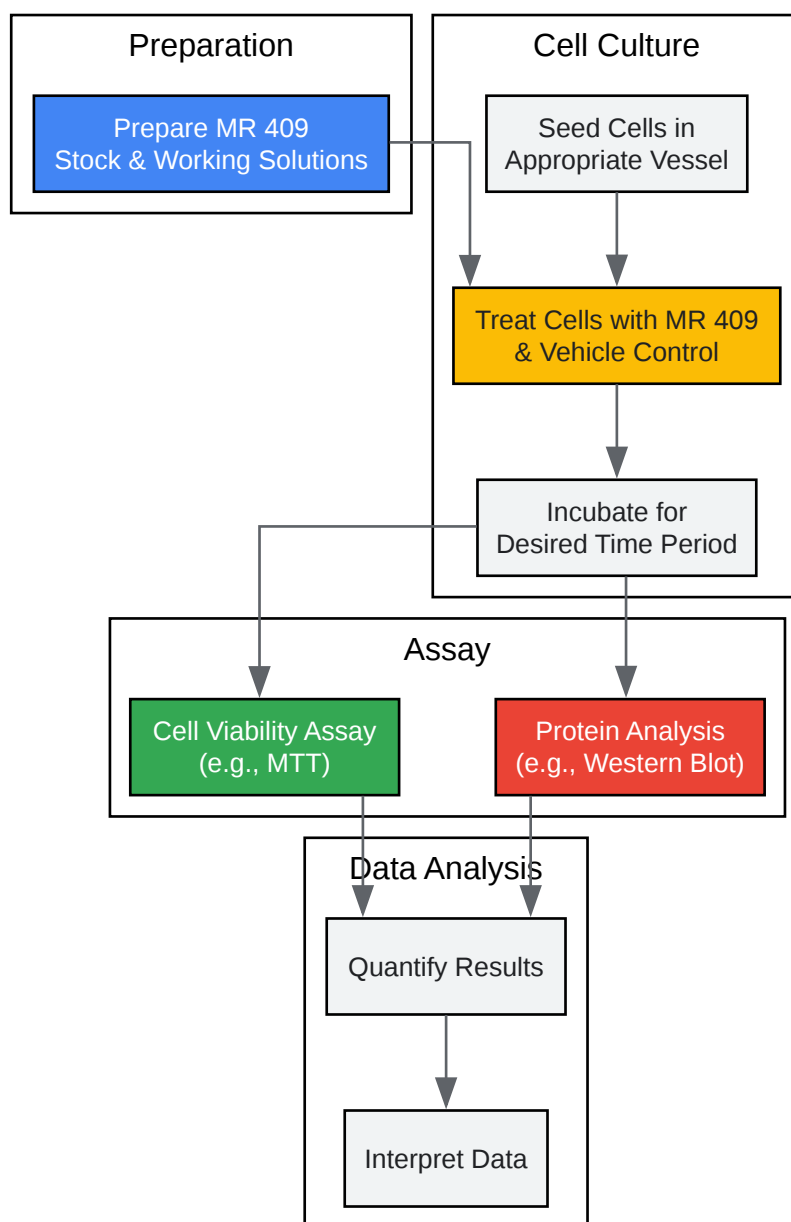 Preparation
Prepare MR 409
Stock & Working Solutions
Cell Culture
Seed Cells in
Appropriate Vessel
Treat Cells with MR 409
& Vehicle Control
Incubate for
Desired Time Period
Assay
Cell Viability Assay
(e.g., MTT)
Protein Analysis
(e.g., Western Blot)
Data Analysis
Quantify Results
Interpret Data